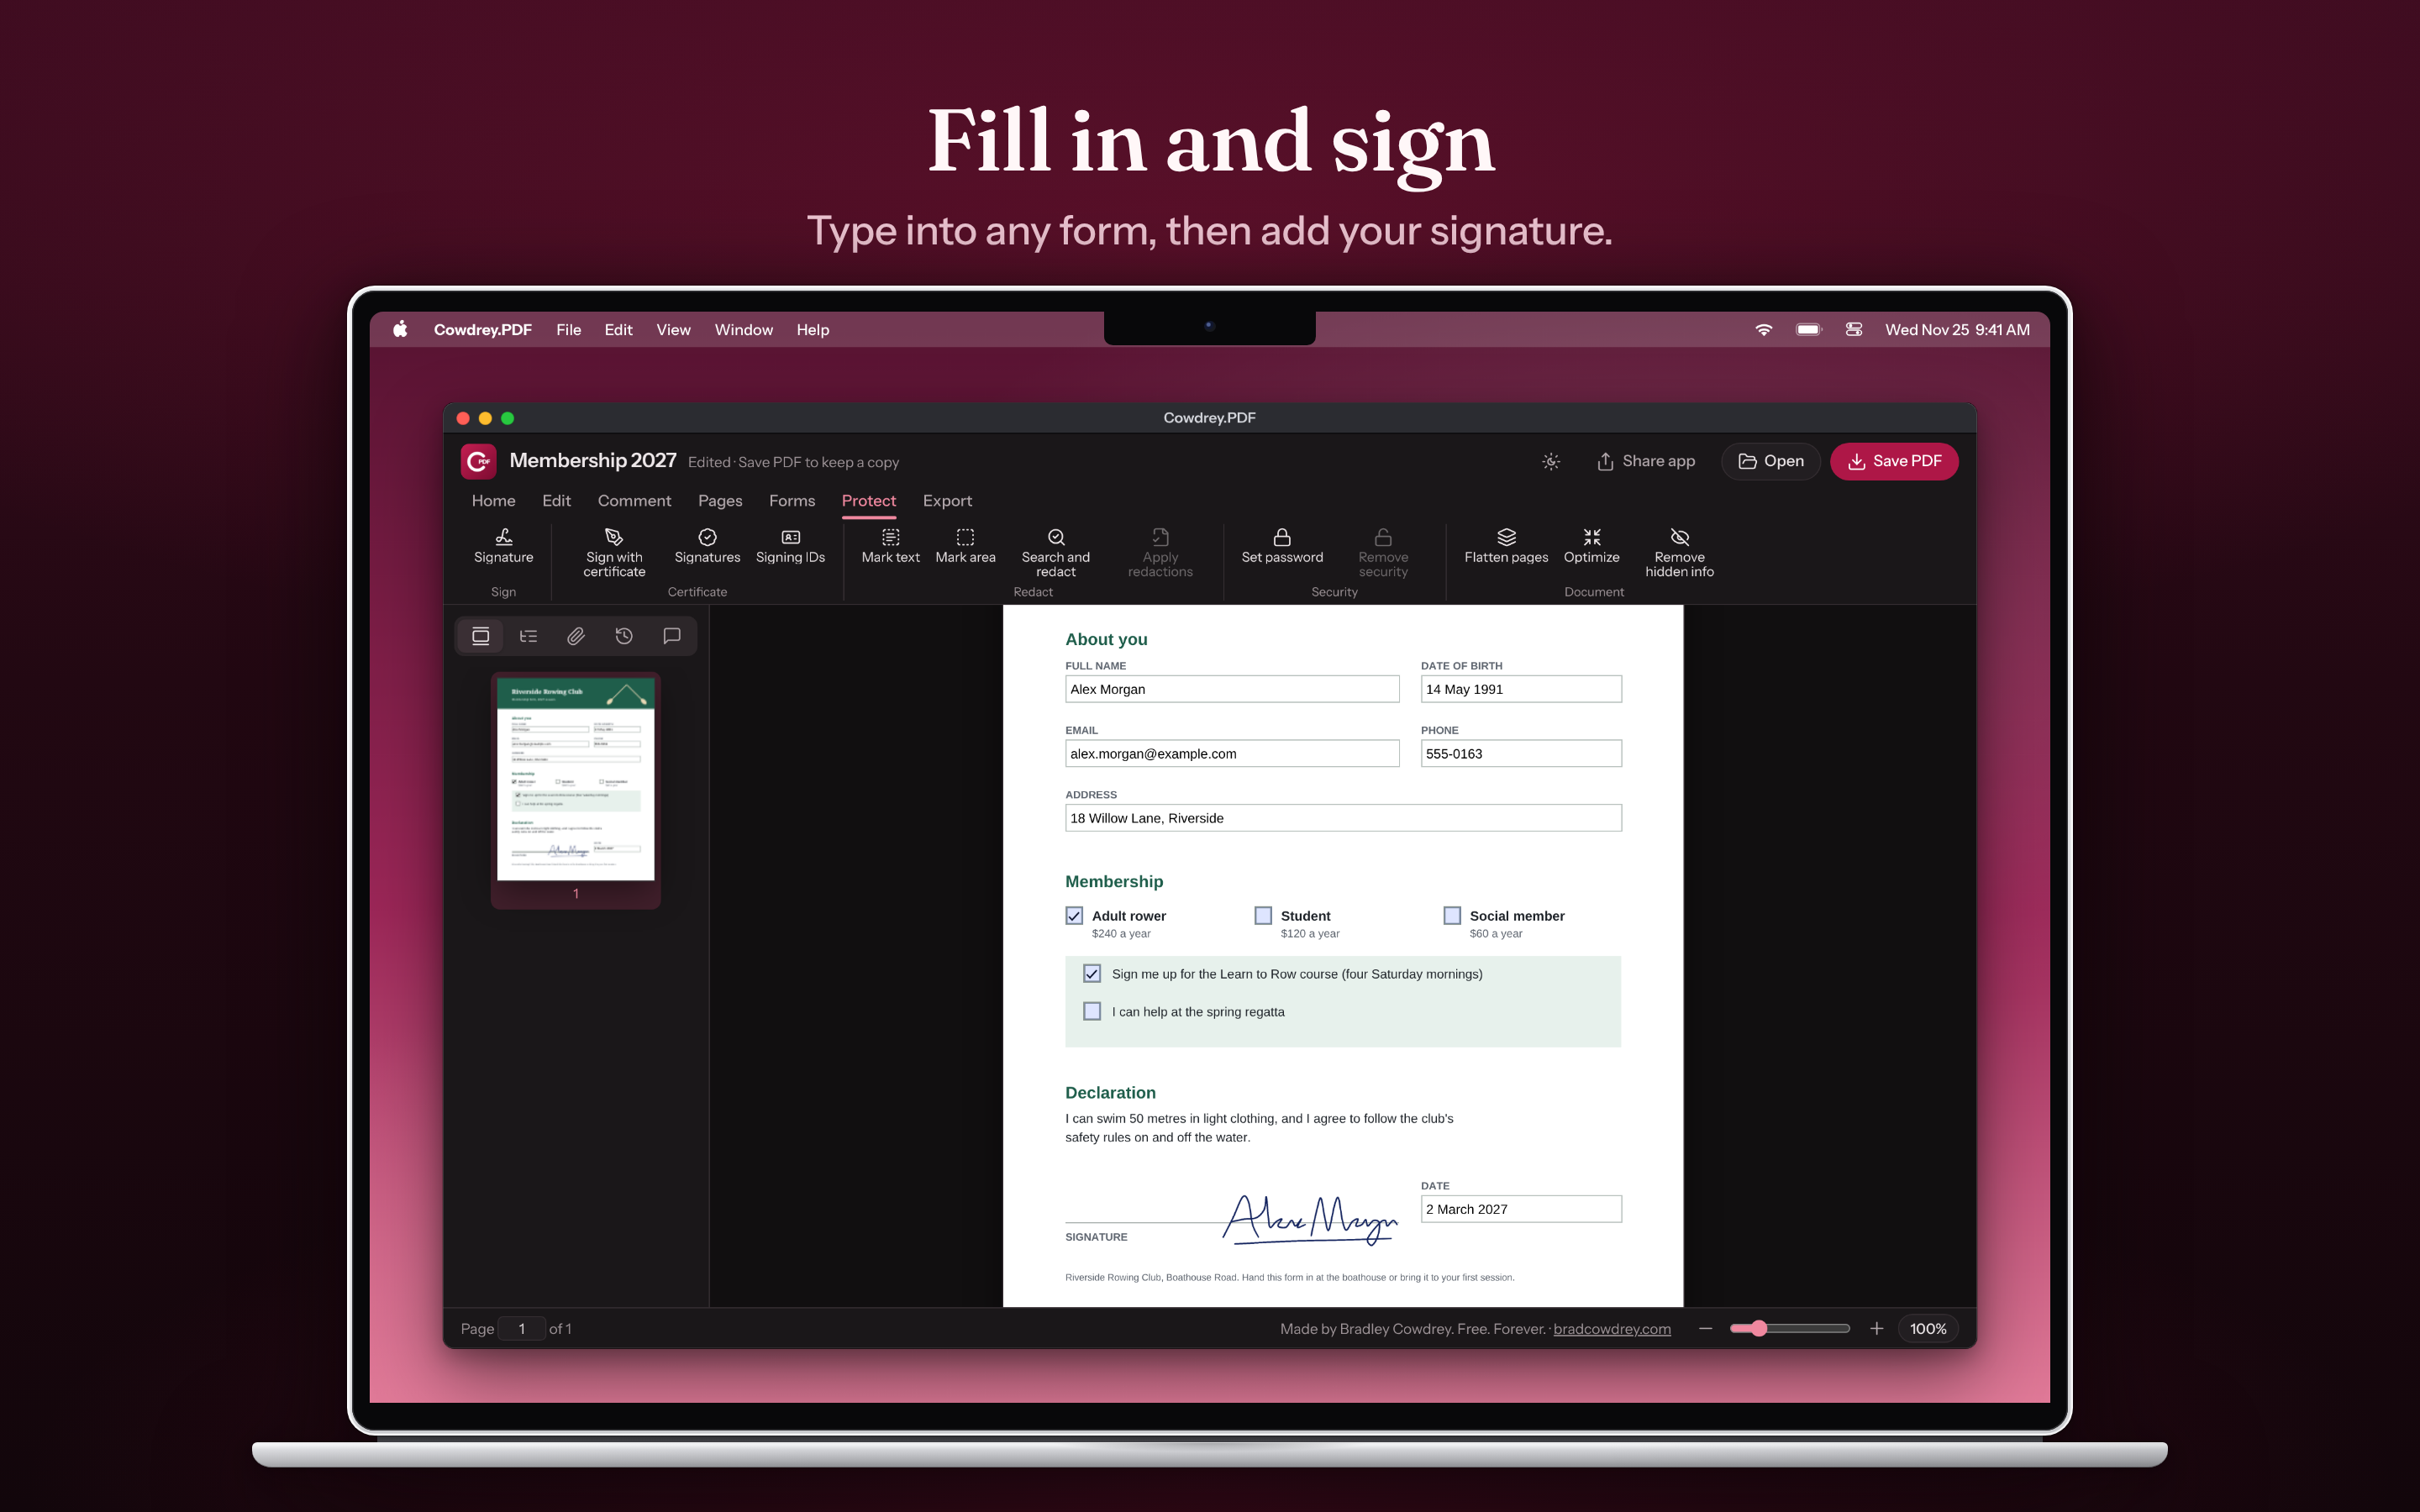 Fill in and sign
Type into any form, then add your signature.
Cowdrey.PDF File Edit View Window Help
Wed Nov 25 9:41 AM
Cowdrey.PDF
PDF
Membership 2027 Edited · Save PDF to keep a copy
Share app Open Save PDF
Home Edit Comment Pages Forms Protect Export
Signature
Sign
Sign with
certificate
Signatures
Signing IDs
Certificate
Mark text
Mark area
Search and
redact
Apply
redactions
Redact
Set password
Remove
security
Security
Flatten pages
Optimize
Remove
hidden info
Document
Riverside Rowing Club
1
About you
FULL NAME
Alex Morgan
DATE OF BIRTH
14 May 1991
EMAIL
alex.morgan@example.com
PHONE
555-0163
ADDRESS
18 Willow Lane, Riverside
Membership
Adult rower
$240 a year
Student
$120 a year
Social member
$60 a year
Sign me up for the Learn to Row course (four Saturday mornings)
I can help at the spring regatta
Declaration
I can swim 50 metres in light clothing, and I agree to follow the club's
safety rules on and off the water.
Alex Morgan
SIGNATURE
DATE
2 March 2027
Riverside Rowing Club, Boathouse Road. Hand this form in at the boathouse or bring it to your first session.
Page 1 of 1
Made by Bradley Cowdrey. Free. Forever. · bradcowdrey.com
100%